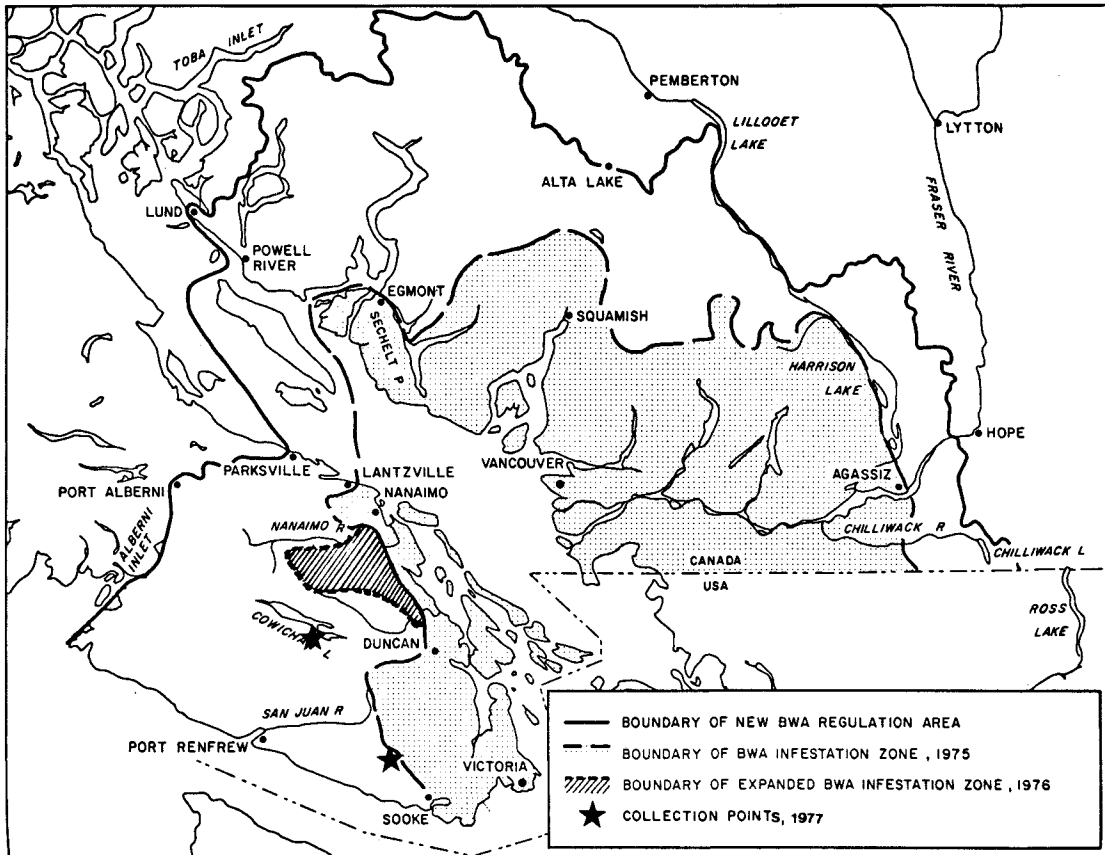 TOBA INLET
PEMBERTON
LILLOOET
LAKE
LYTTON
ALTA LAKE
FRASER
RIVER
LUND
POWELL
RIVER
EGMONT
SECHELT P
SQUAMISH
HARRISON
LAKE
HOPE
PARKSVILLE
LANTZVILLE
VANCOUVER
AGASSIZ
PORT ALBERNI
NANAIMO
NANAIMO R
CHILLIWACK R
ALBERNI
INLET
CHILLIWACK L
CANADA
USA
ROSS
LAKE
COWICHAN L
DUNCAN
SAN JUAN R
PORT RENFREW
VICTORIA
SOOKE
BOUNDARY OF NEW BWA REGULATION AREA
BOUNDARY OF BWA INFESTATION ZONE, 1975
BOUNDARY OF EXPANDED BWA INFESTATION ZONE, 1976
COLLECTION POINTS, 1977